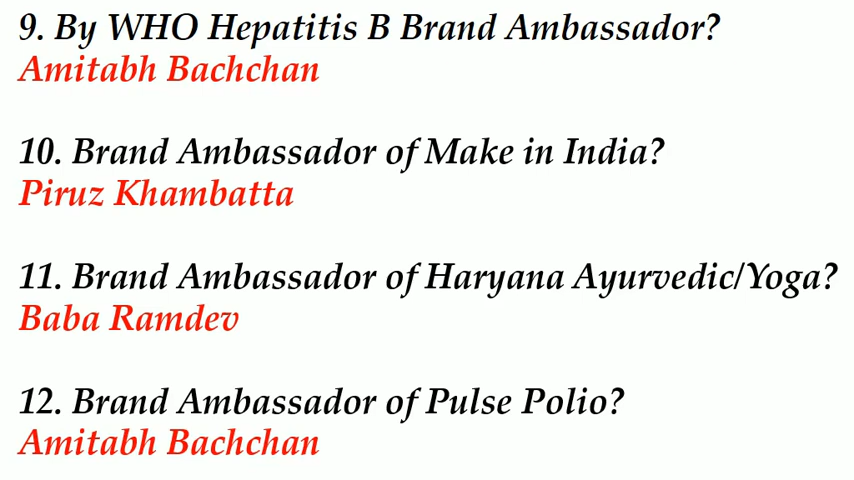 9. By WHO Hepatitis B Brand Ambassador?
Amitabh Bachchan
10. Brand Ambassador of Make in India?
Piruz Khambatta
11. Brand Ambassador of Haryana Ayurvedic/Yoga?
Baba Ramdev
12. Brand Ambassador of Pulse Polio?
Amitabh Bachchan